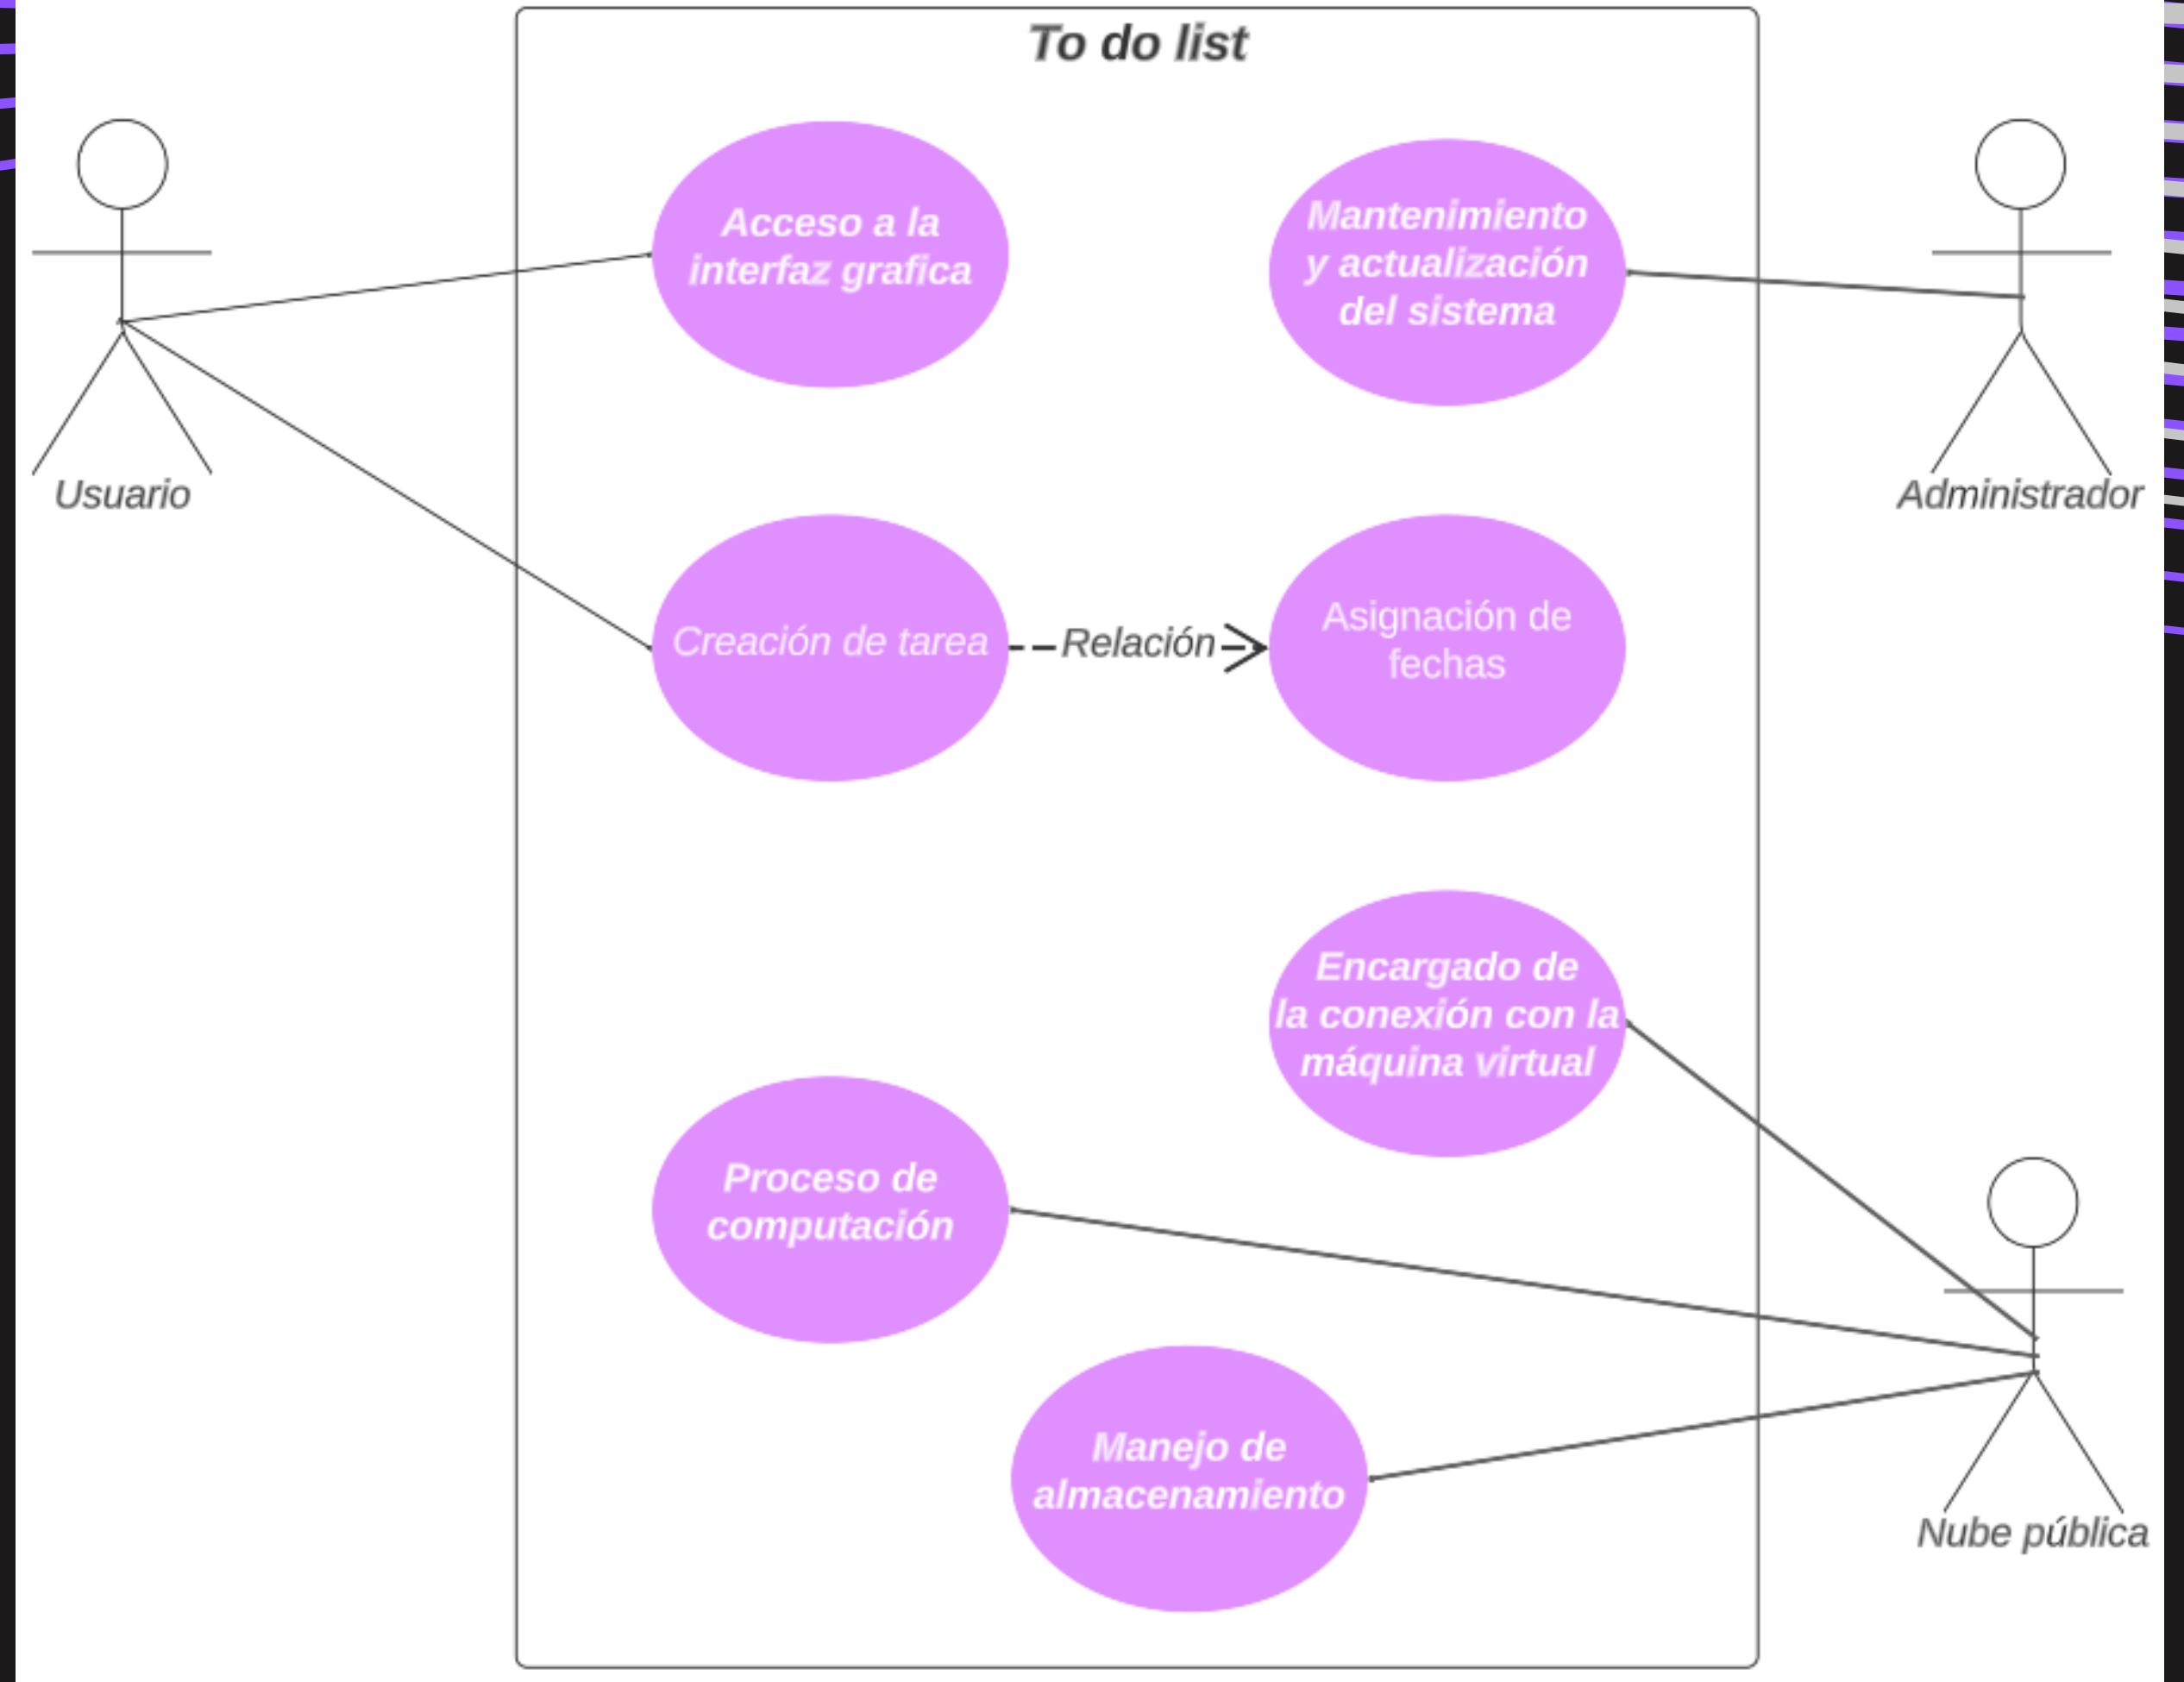 To do list
Acceso a la
interfaz grafica
Mantenimiento
y actualización
del sistema
Usuario
Administrador
Creación de tarea
Relación
Asignación de
fechas
Encargado de
la conexión con la
máquina virtual
Proceso de
computación
Manejo de
almacenamiento
Nube pública